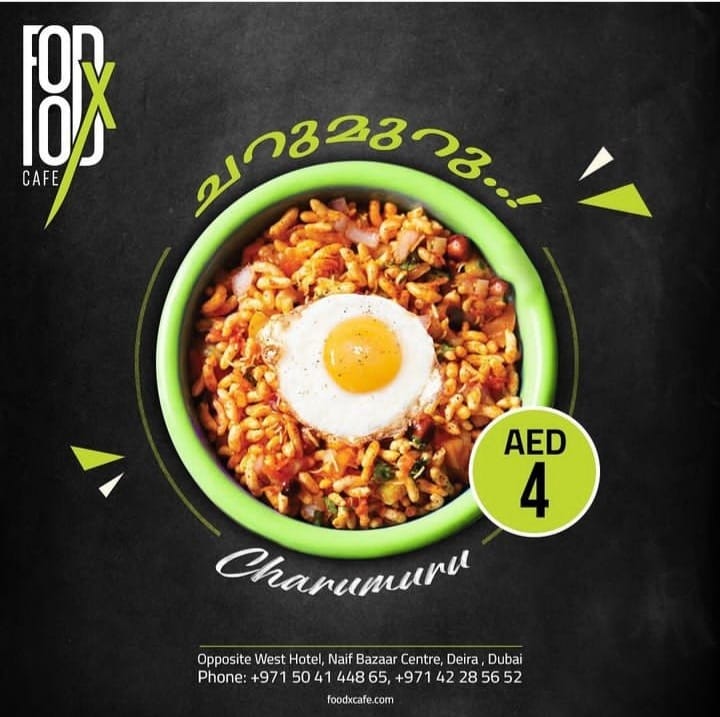 FOOD X
CAFE
ചറുമുറു..!
AED
4
Charumuru
Opposite West Hotel, Naif Bazaar Centre, Deira , Dubai
Phone: +971 50 41 448 65, +971 42 28 56 52
foodxcafe.com